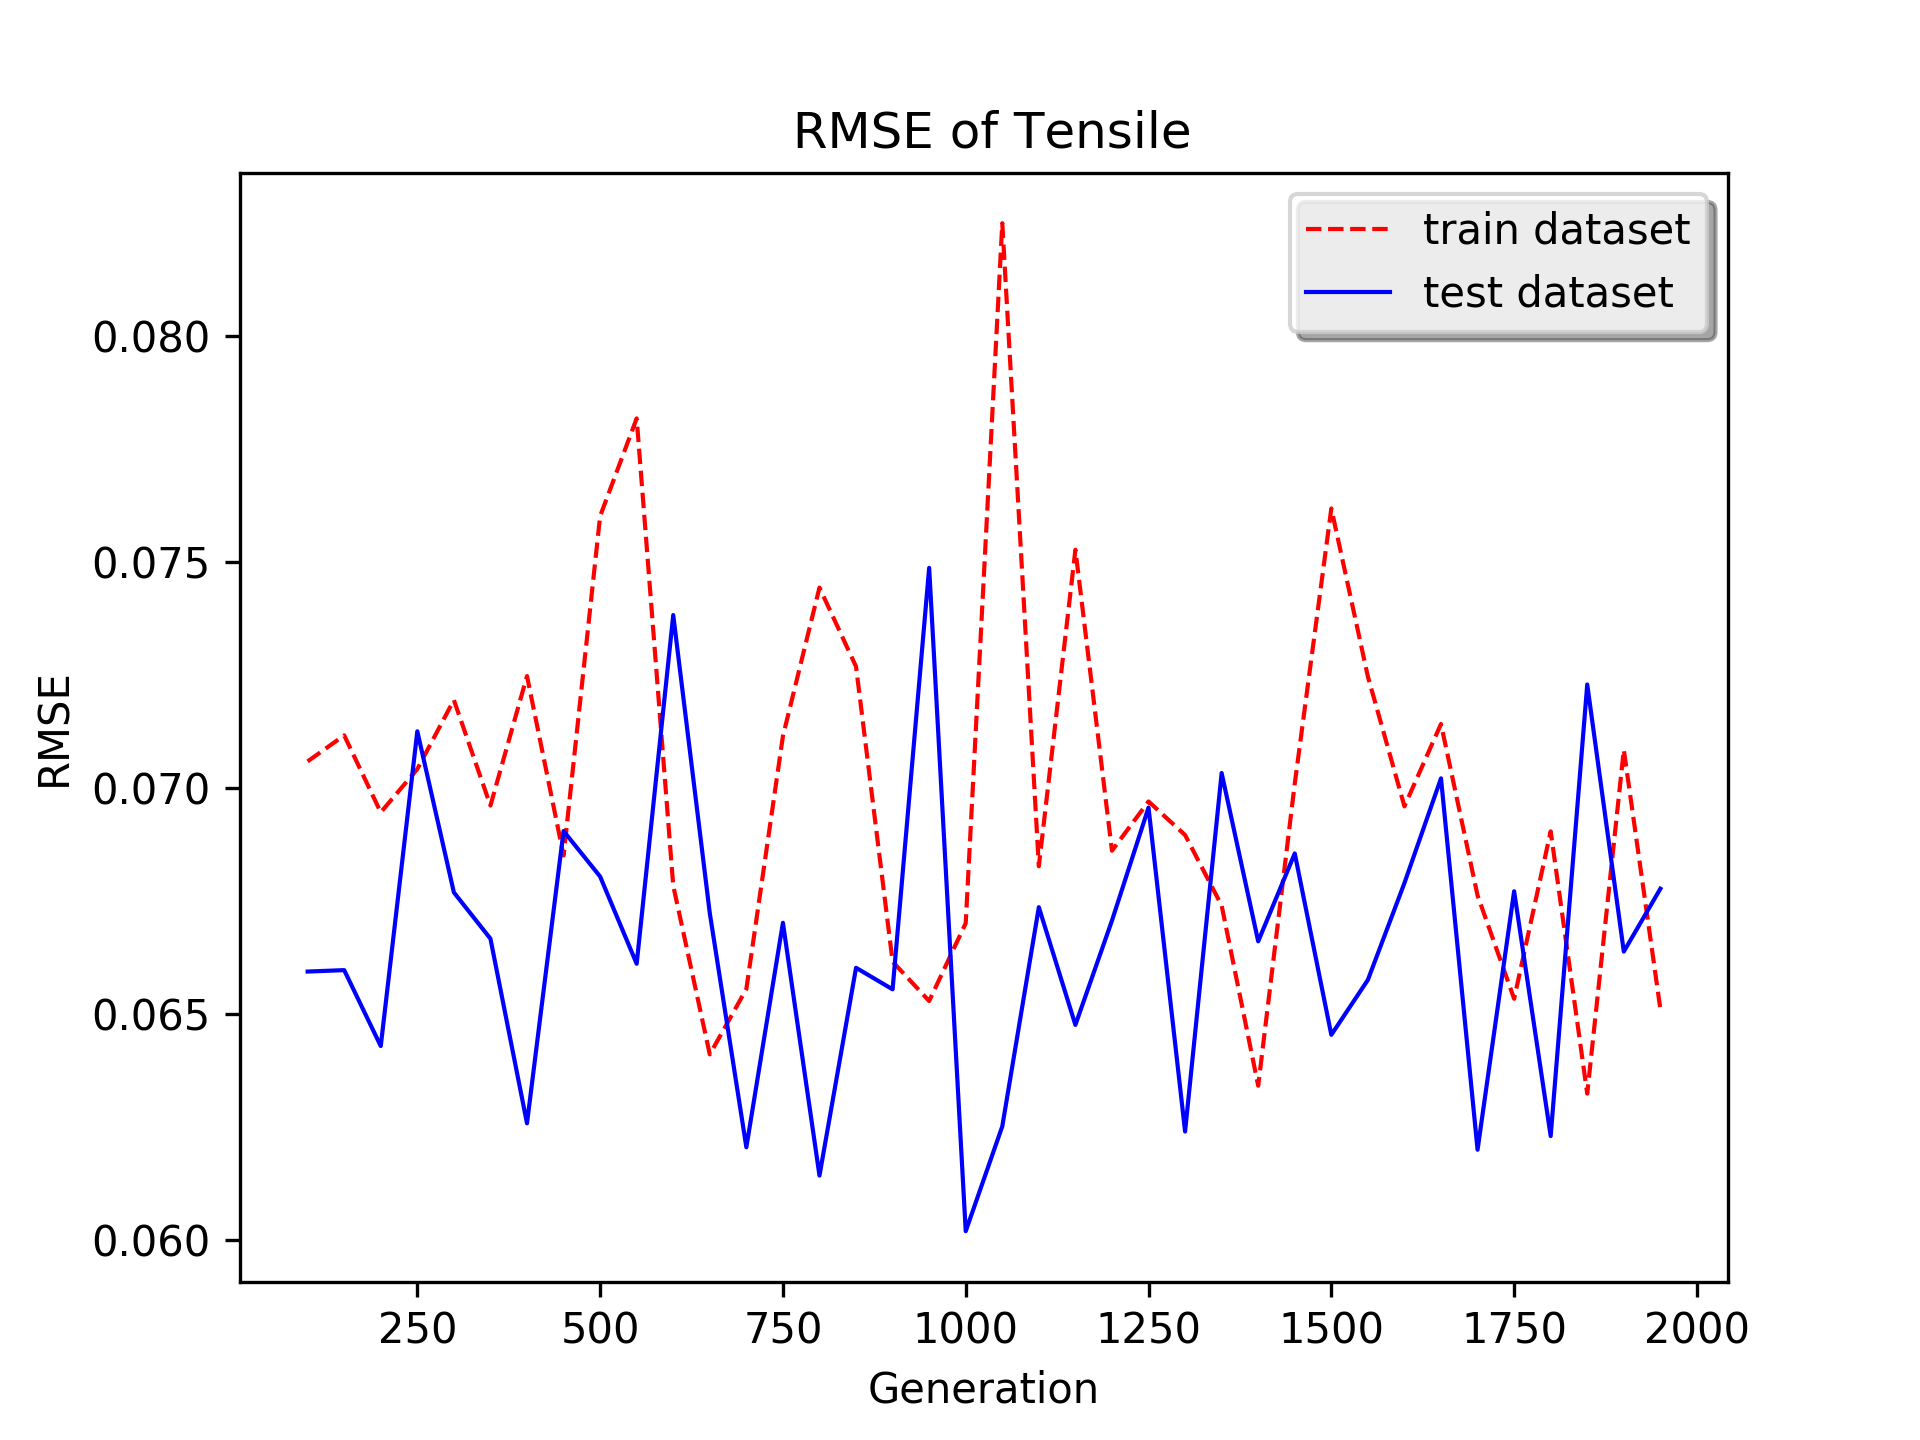 RMSE of Tensile
train dataset
test dataset
0.080
0.075
0.070
0.065
0.060
RMSE
250 500 750 1000 1250 1500 1750 2000
Generation